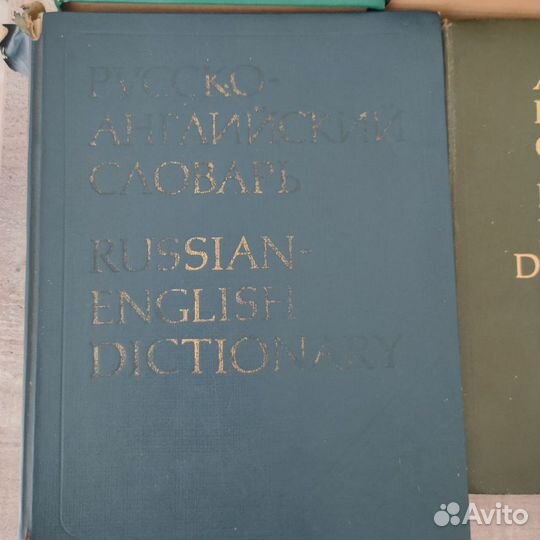 РУССКО-
АНГЛИЙСКИЙ
СЛОВАРЬ
RUSSIAN-
ENGLISH
DICTIONARY
Avito